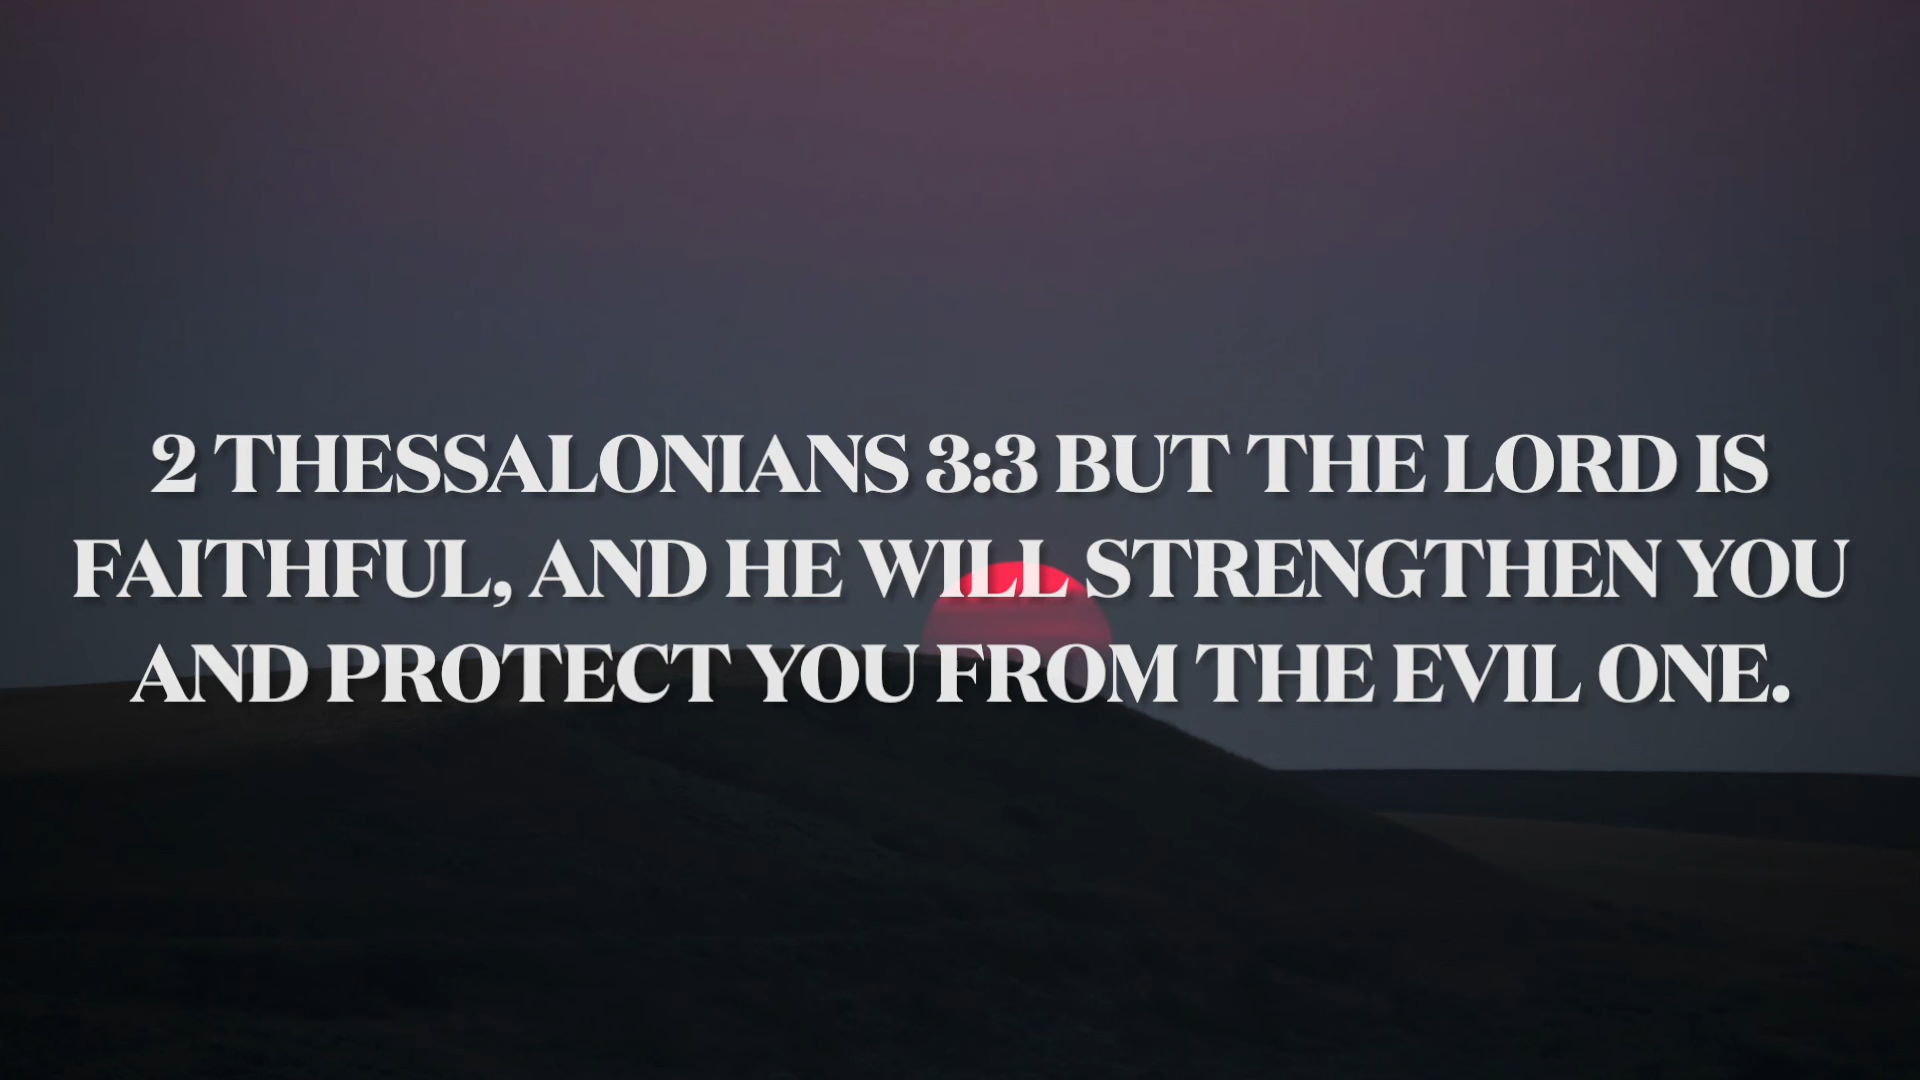 2 THESSALONIANS 3:3 BUT THE LORD IS
FAITHFUL, AND HE WILL STRENGTHEN YOU
AND PROTECT YOU FROM THE EVIL ONE.